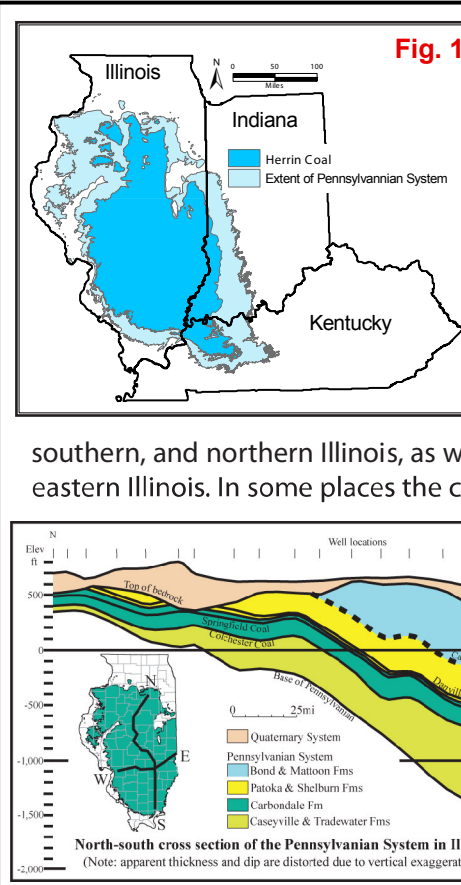 Fig. 1
Illinois
N
0 50 100
Miles
Indiana
Herrin Coal
Extent of Pennsylvannian System
Kentucky
southern, and northern Illinois, as w
eastern Illinois. In some places the c
N
Elev
ft
Well locations
500
0
-500
-1,000
-1,500
-2,000
Top of bedrock
Springfield Coal
Colchester Coal
Base of Pennsylvanian
Danvill
Co
N
E
W
S
0 25mi
Quaternary System
Pennsylvanian System
Bond & Mattoon Fms
Patoka & Shelburn Fms
Carbondale Fm
Caseyville & Tradewater Fms
North-south cross section of the Pennsylvanian System in Il
(Note: apparent thickness and dip are distorted due to vertical exaggerat